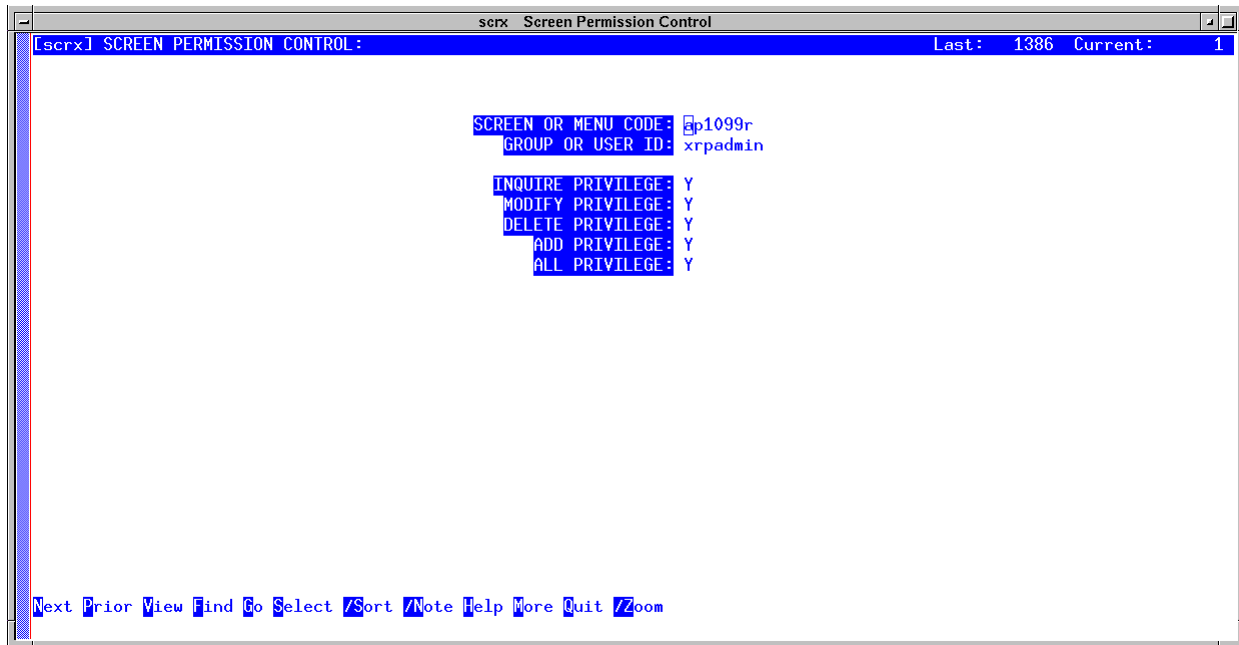 scrx Screen Permission Control
[scrx] SCREEN PERMISSION CONTROL: Last: 1386 Current: 1
SCREEN OR MENU CODE: ap1099r
GROUP OR USER ID: xrpadmin
INQUIRE PRIVILEGE: Y
MODIFY PRIVILEGE: Y
DELETE PRIVILEGE: Y
ADD PRIVILEGE: Y
ALL PRIVILEGE: Y
Next Prior View Find Go Select /Sort /Note Help More Quit /Zoom